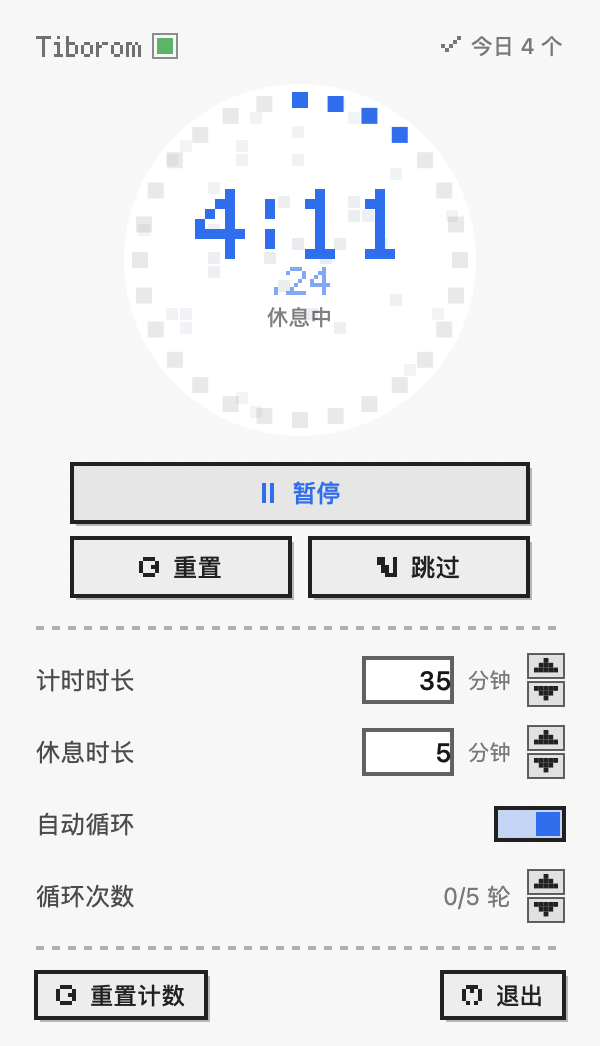 Tiborom
今日 4 个
4:11
.24
休息中
暂停
重置
跳过
计时时长 35 分钟
休息时长 5 分钟
自动循环
循环次数 0/5 轮
重置计数
退出